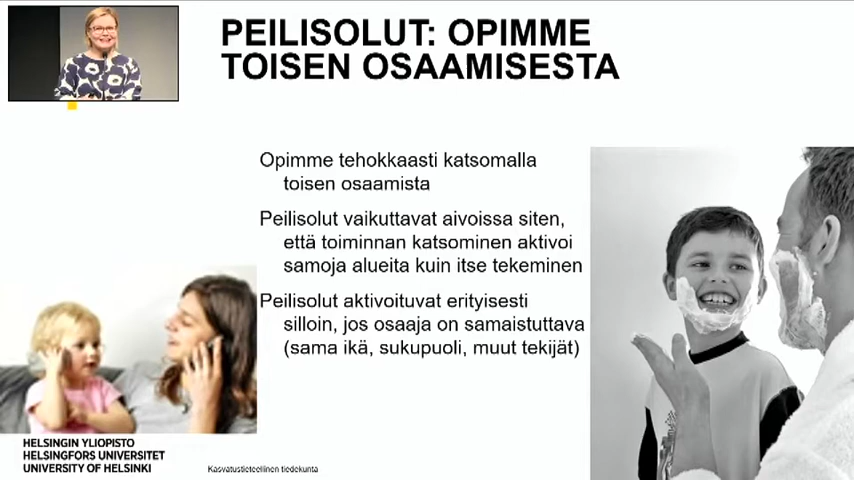 PEILISOLUT: OPIMME
TOISEN OSAAMISESTA
Opimme tehokkaasti katsomalla
toisen osaamista
Peilisolut vaikuttavat aivoissa siten,
että toiminnan katsominen aktivoi
samoja alueita kuin itse tekeminen
Peilisolut aktivoituvat erityisesti
silloin, jos osaaja on samaistuttava
(sama ikä, sukupuoli, muut tekijät)
HELSINGIN YLIOPISTO
HELSINGFORS UNIVERSITET
UNIVERSITY OF HELSINKI
Kasvatustieteellinen tiedekunta